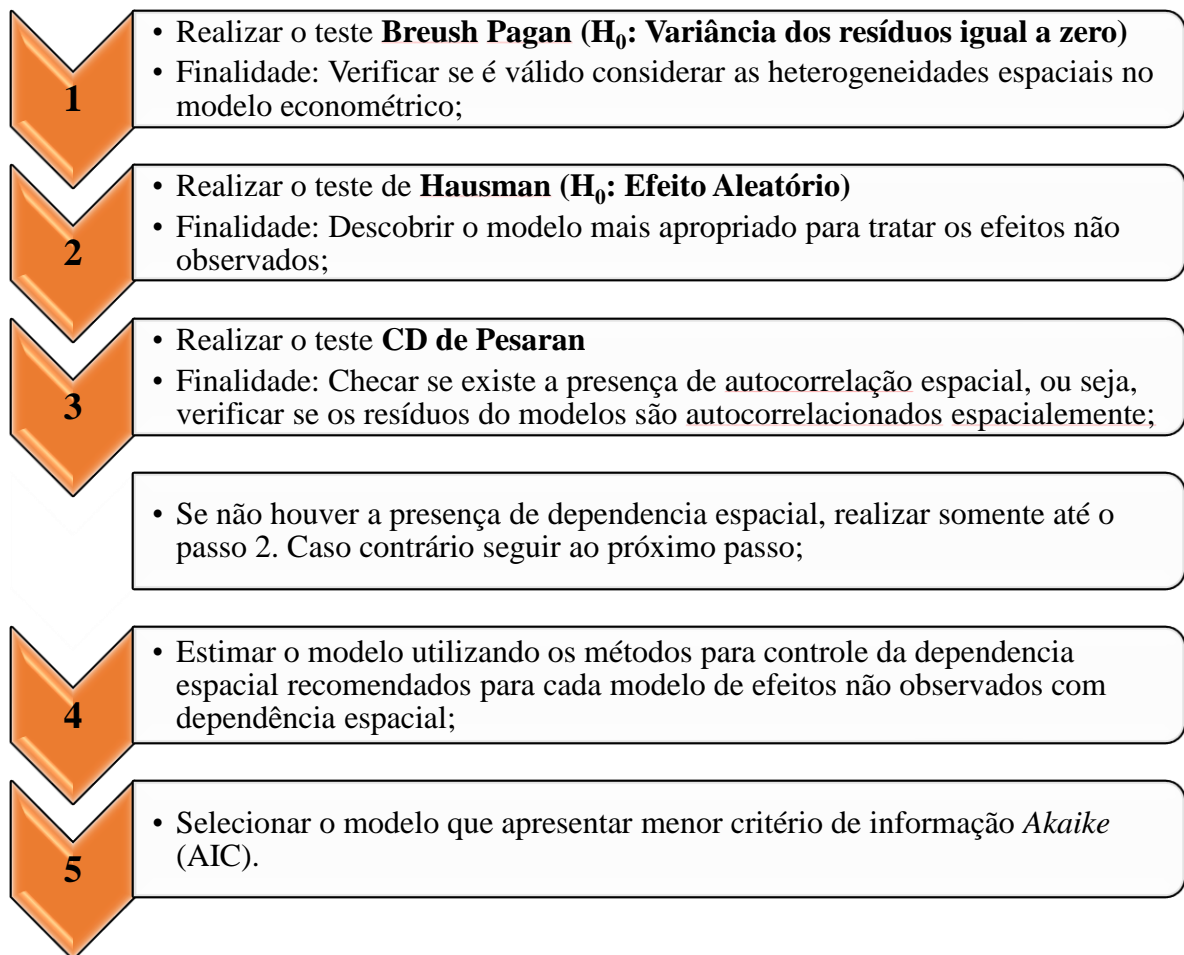 1
• Realizar o teste Breush Pagan (H₀: Variância dos resíduos igual a zero)
• Finalidade: Verificar se é válido considerar as heterogeneidades espaciais no
modelo econométrico;
2
• Realizar o teste de Hausman (H₀: Efeito Aleatório)
• Finalidade: Descobrir o modelo mais apropriado para tratar os efeitos não
observados;
3
• Realizar o teste CD de Pesaran
• Finalidade: Checar se existe a presença de autocorrelação espacial, ou seja,
verificar se os resíduos do modelos são autocorrelacionados espacialemente;
• Se não houver a presença de dependencia espacial, realizar somente até o
passo 2. Caso contrário seguir ao próximo passo;
4
• Estimar o modelo utilizando os métodos para controle da dependencia
espacial recomendados para cada modelo de efeitos não observados com
dependência espacial;
5
• Selecionar o modelo que apresentar menor critério de informação Akaike
(AIC).